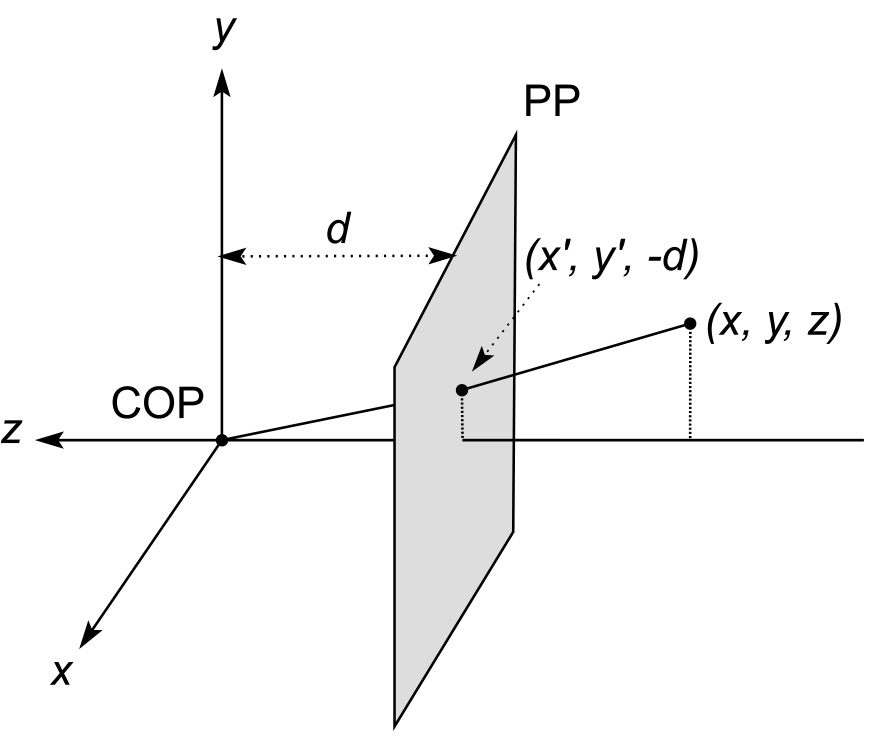 y
PP
d
(x', y', -d)
(x, y, z)
COP
z
x